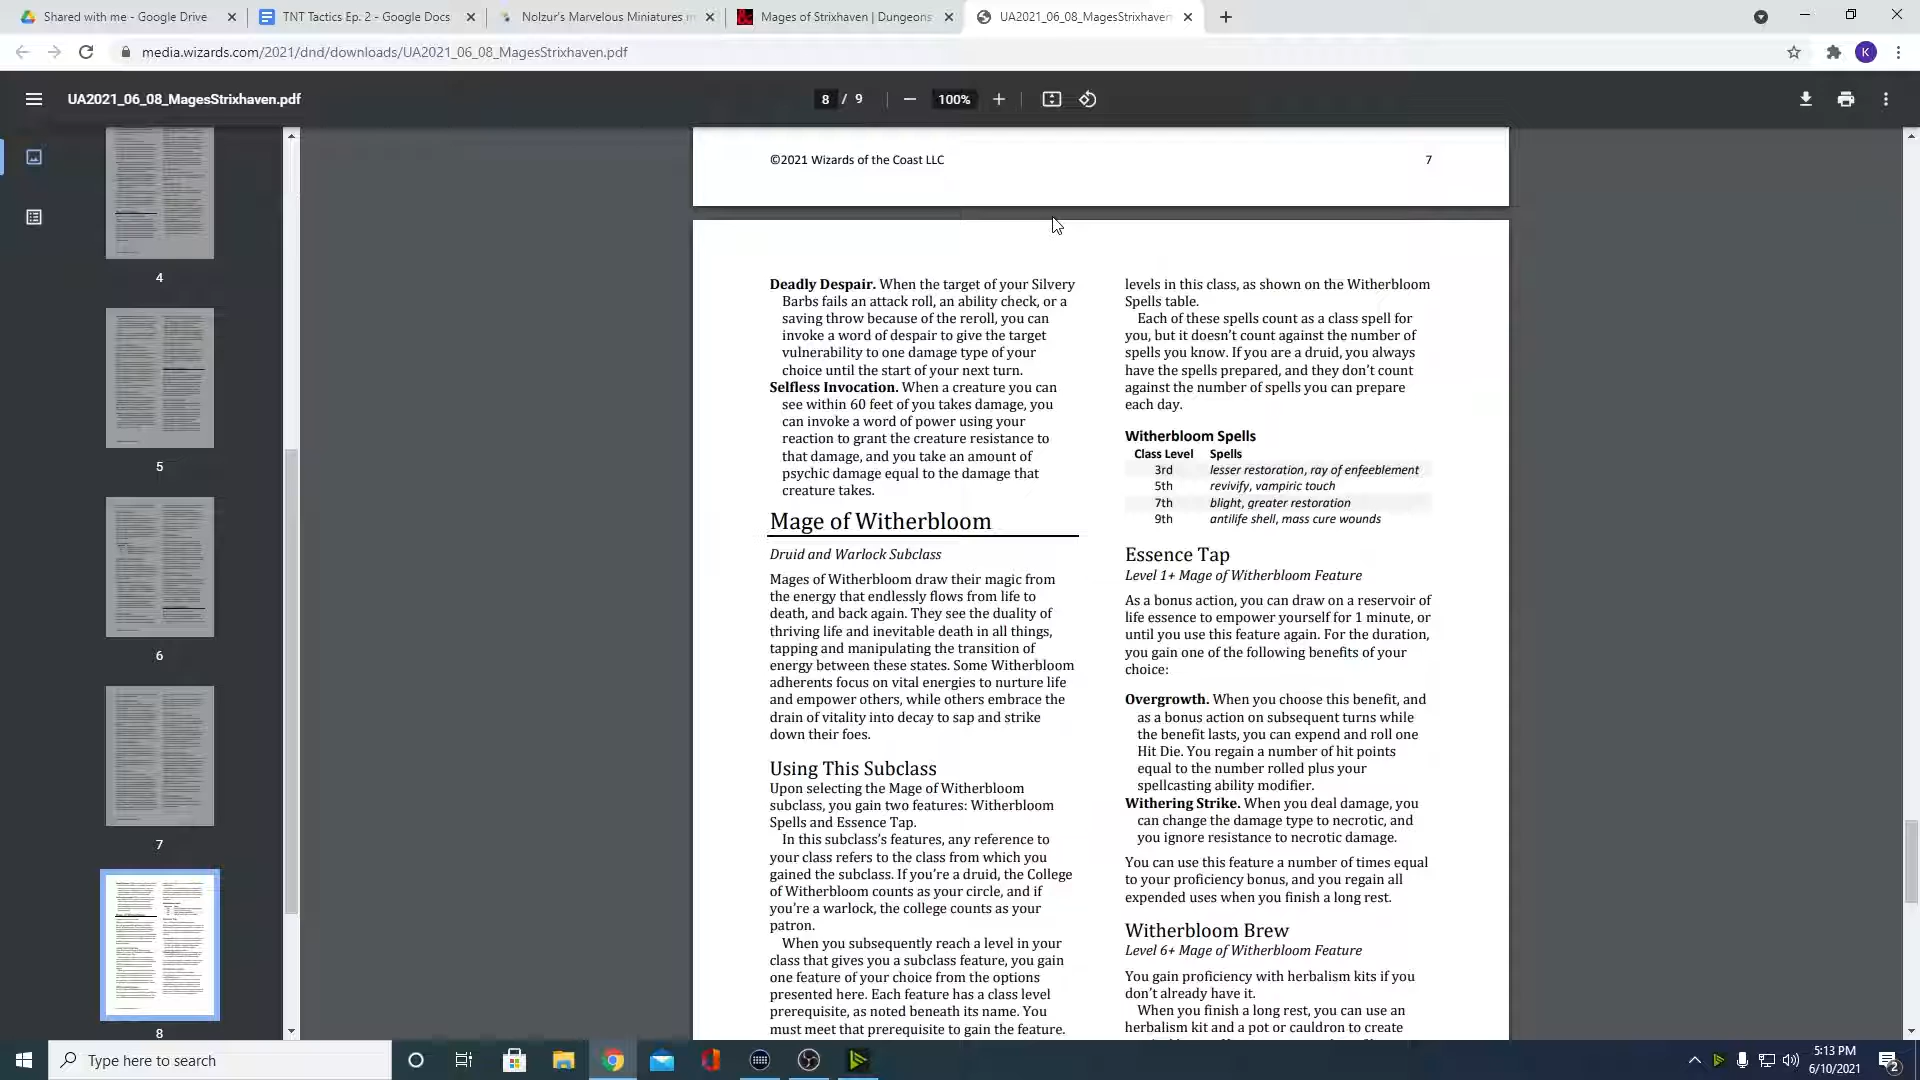 Shared with me - Google Drive
TNT Tactics Ep. 2 - Google Docs
Nolzur's Marvelous Miniatures
Mages of Strixhaven | Dungeons
UA2021_06_08_MagesStrixhaven
media.wizards.com/2021/dnd/downloads/UA2021_06_08_MagesStrixhaven.pdf
K
UA2021_06_08_MagesStrixhaven.pdf
8 / 9
100%
4
5
6
7
8
©2021 Wizards of the Coast LLC
7
Deadly Despair. When the target of your Silvery
Barbs fails an attack roll, an ability check, or a
saving throw because of the reroll, you can
invoke a word of despair to give the target
vulnerability to one damage type of your
choice until the start of your next turn.
Selfless Invocation. When a creature you can
see within 60 feet of you takes damage, you
can invoke a word of power using your
reaction to grant the creature resistance to
that damage, and you take an amount of
psychic damage equal to the damage that
creature takes.
Mage of Witherbloom
Druid and Warlock Subclass
Mages of Witherbloom draw their magic from
the energy that endlessly flows from life to
death, and back again. They see the duality of
thriving life and inevitable death in all things,
tapping and manipulating the transition of
energy between these states. Some Witherbloom
adherents focus on vital energies to nurture life
and empower others, while others embrace the
drain of vitality into decay to sap and strike
down their foes.
Using This Subclass
Upon selecting the Mage of Witherbloom
subclass, you gain two features: Witherbloom
Spells and Essence Tap.
In this subclass's features, any reference to
your class refers to the class from which you
gained the subclass. If you're a druid, the College
of Witherbloom counts as your circle, and if
you're a warlock, the college counts as your
patron.
When you subsequently reach a level in your
class that gives you a subclass feature, you gain
one feature of your choice from the options
presented here. Each feature has a class level
prerequisite, as noted beneath its name. You
must meet that prerequisite to gain the feature.
levels in this class, as shown on the Witherbloom
Spells table.
Each of these spells count as a class spell for
you, but it doesn't count against the number of
spells you know. If you are a druid, you always
have the spells prepared, and they don't count
against the number of spells you can prepare
each day.
Witherbloom Spells
Class Level Spells
3rd lesser restoration, ray of enfeeblement
5th revivify, vampiric touch
7th blight, greater restoration
9th antilife shell, mass cure wounds
Essence Tap
Level 1+ Mage of Witherbloom Feature
As a bonus action, you can draw on a reservoir of
life essence to empower yourself for 1 minute, or
until you use this feature again. For the duration,
you gain one of the following benefits of your
choice:
Overgrowth. When you choose this benefit, and
as a bonus action on subsequent turns while
the benefit lasts, you can expend and roll one
Hit Die. You regain a number of hit points
equal to the number rolled plus your
spellcasting ability modifier.
Withering Strike. When you deal damage, you
can change the damage type to necrotic, and
you ignore resistance to necrotic damage.
You can use this feature a number of times equal
to your proficiency bonus, and you regain all
expended uses when you finish a long rest.
Witherbloom Brew
Level 6+ Mage of Witherbloom Feature
You gain proficiency with herbalism kits if you
don't already have it.
When you finish a long rest, you can use an
herbalism kit and a pot or cauldron to create
Type here to search
5:13 PM
6/10/2021
2